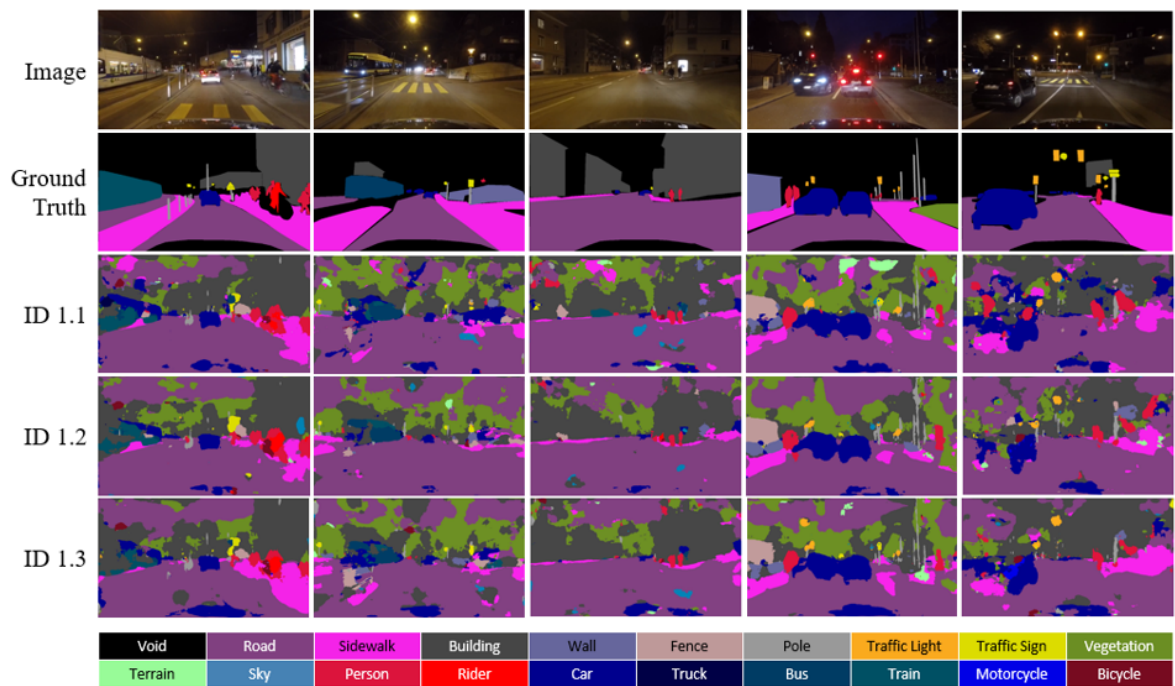 Image
Ground
Truth
ID 1.1
ID 1.2
ID 1.3
Void Road Sidewalk Building Wall Fence Pole Traffic Light Traffic Sign Vegetation
Terrain Sky Person Rider Car Truck Bus Train Motorcycle Bicycle